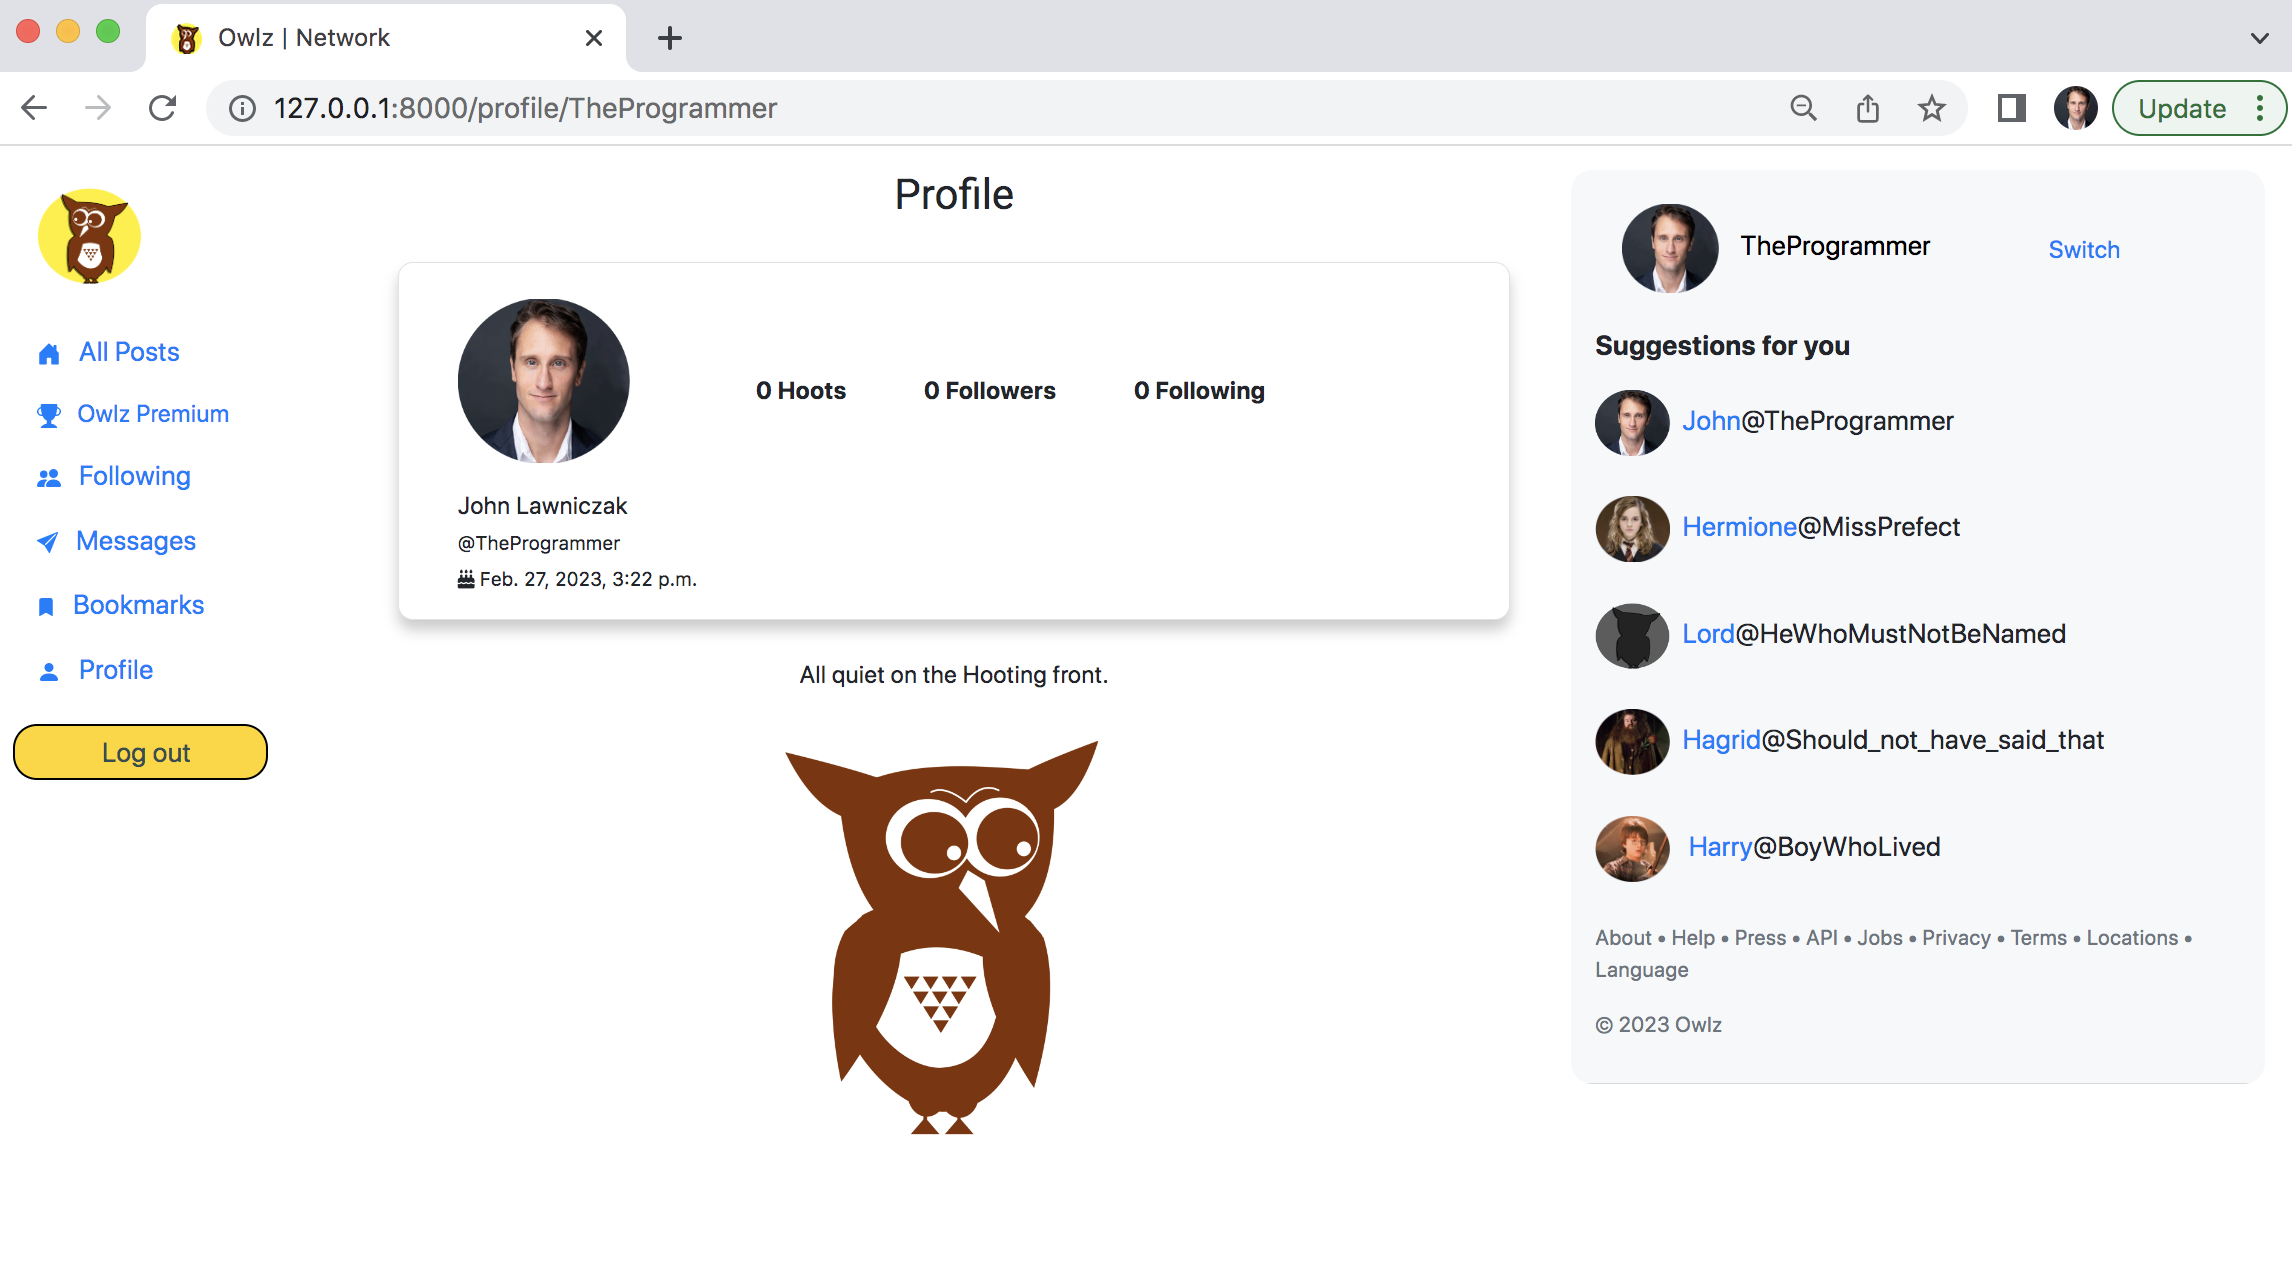 Owlz | Network
127.0.0.1:8000/profile/TheProgrammer
Update
All Posts
Owlz Premium
Following
Messages
Bookmarks
Profile
Log out
Profile
0 Hoots
0 Followers
0 Following
John Lawniczak
@TheProgrammer
Feb. 27, 2023, 3:22 p.m.
All quiet on the Hooting front.
TheProgrammer
Switch
Suggestions for you
John@TheProgrammer
Hermione@MissPrefect
Lord@HeWhoMustNotBeNamed
Hagrid@Should_not_have_said_that
Harry@BoyWhoLived
About • Help • Press • API • Jobs • Privacy • Terms • Locations •
Language
© 2023 Owlz